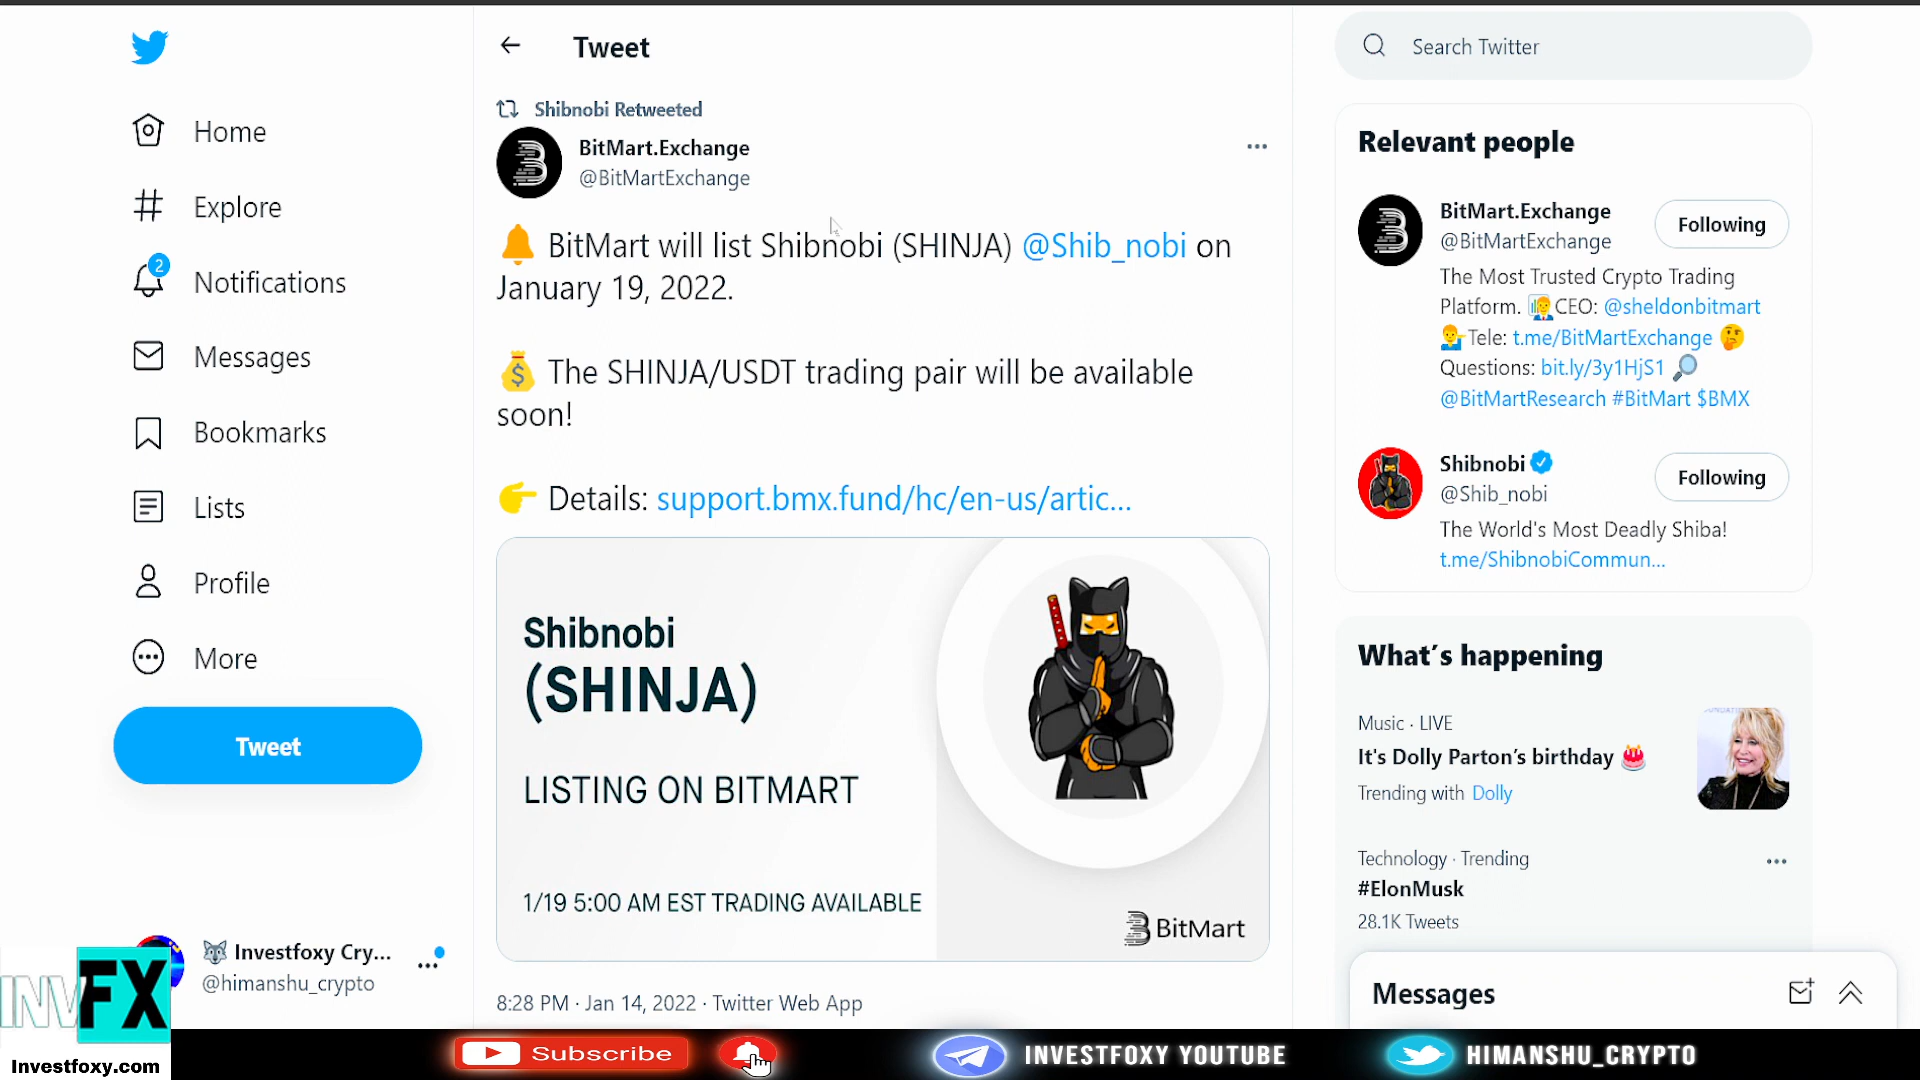 Home
Explore
2
Notifications
Messages
Bookmarks
Lists
Profile
More
Tweet
Investfoxy Cry...
@himanshu_crypto
Tweet
Shibnobi Retweeted
BitMart.Exchange
@BitMartExchange
BitMart will list Shibnobi (SHINJA) @Shib_nobi on
January 19, 2022.
The SHINJA/USDT trading pair will be available
soon!
Details: support.bmx.fund/hc/en-us/artic...
Shibnobi
(SHINJA)
LISTING ON BITMART
1/19 5:00 AM EST TRADING AVAILABLE
BitMart
8:28 PM · Jan 14, 2022 · Twitter Web App
Search Twitter
Relevant people
BitMart.Exchange
@BitMartExchange
Following
The Most Trusted Crypto Trading
Platform. CEO: @sheldonbitmart
Tele: t.me/BitMartExchange
Questions: bit.ly/3y1HjS1
@BitMartResearch #BitMart $BMX
Shibnobi
@Shib_nobi
Following
The World's Most Deadly Shiba!
t.me/ShibnobiCommun...
What's happening
Music · LIVE
It's Dolly Parton's birthday
Trending with Dolly
Technology · Trending
#ElonMusk
28.1K Tweets
Messages
INVFX
Investfoxy.com
Subscribe
INVESTFOXY YOUTUBE
HIMANSHU_CRYPTO